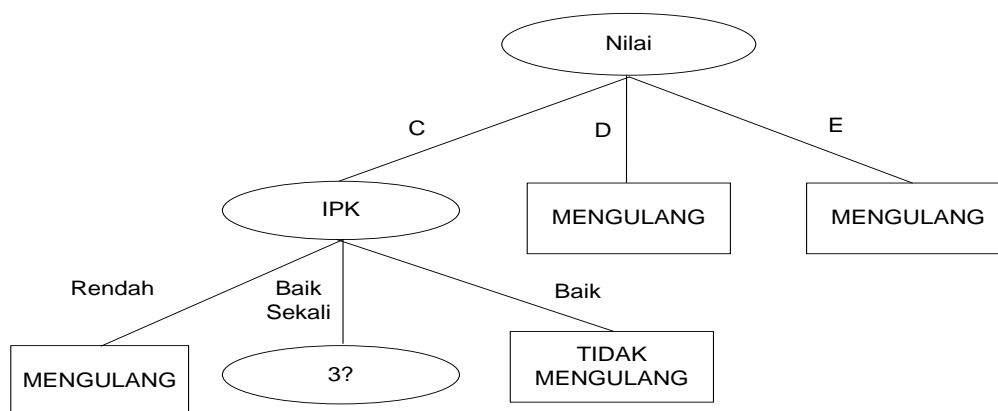 Nilai
C
D
E
IPK
MENGULANG
MENGULANG
Rendah
Baik
Sekali
Baik
MENGULANG
3?
TIDAK
MENGULANG